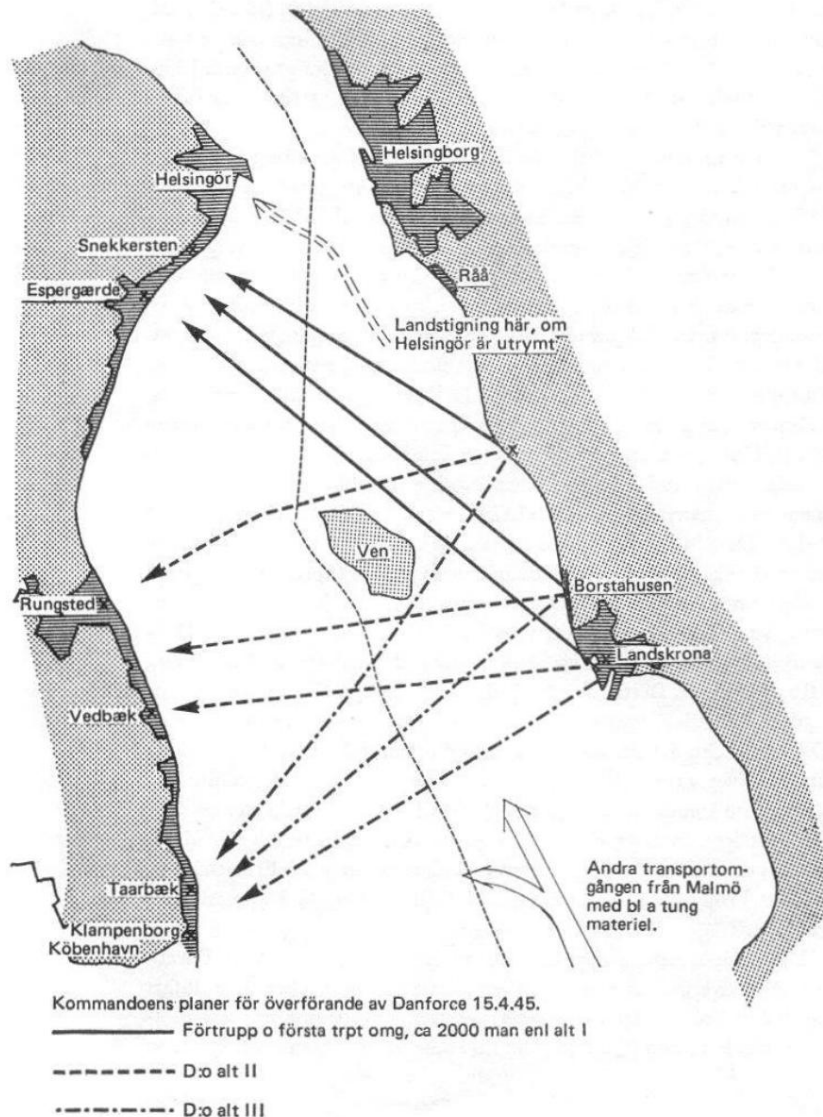 Helsingborg
Helsingör
Snekkersten
Espergærde
Råå
Landstigning här, om
Helsingör är utrymt
Ven
Borstahusen
Rungsted
Landskrona
Vedbæk
Andra transportom-
gången från Malmö
med bl a tung
materiel.
Taarbæk
Klampenborg
Köbenhavn
Kommandoens planer för överförande av Danforce 15.4.45.
Förtrupp o första trpt omg, ca 2000 man enl alt I
D:o alt II
D:o alt III